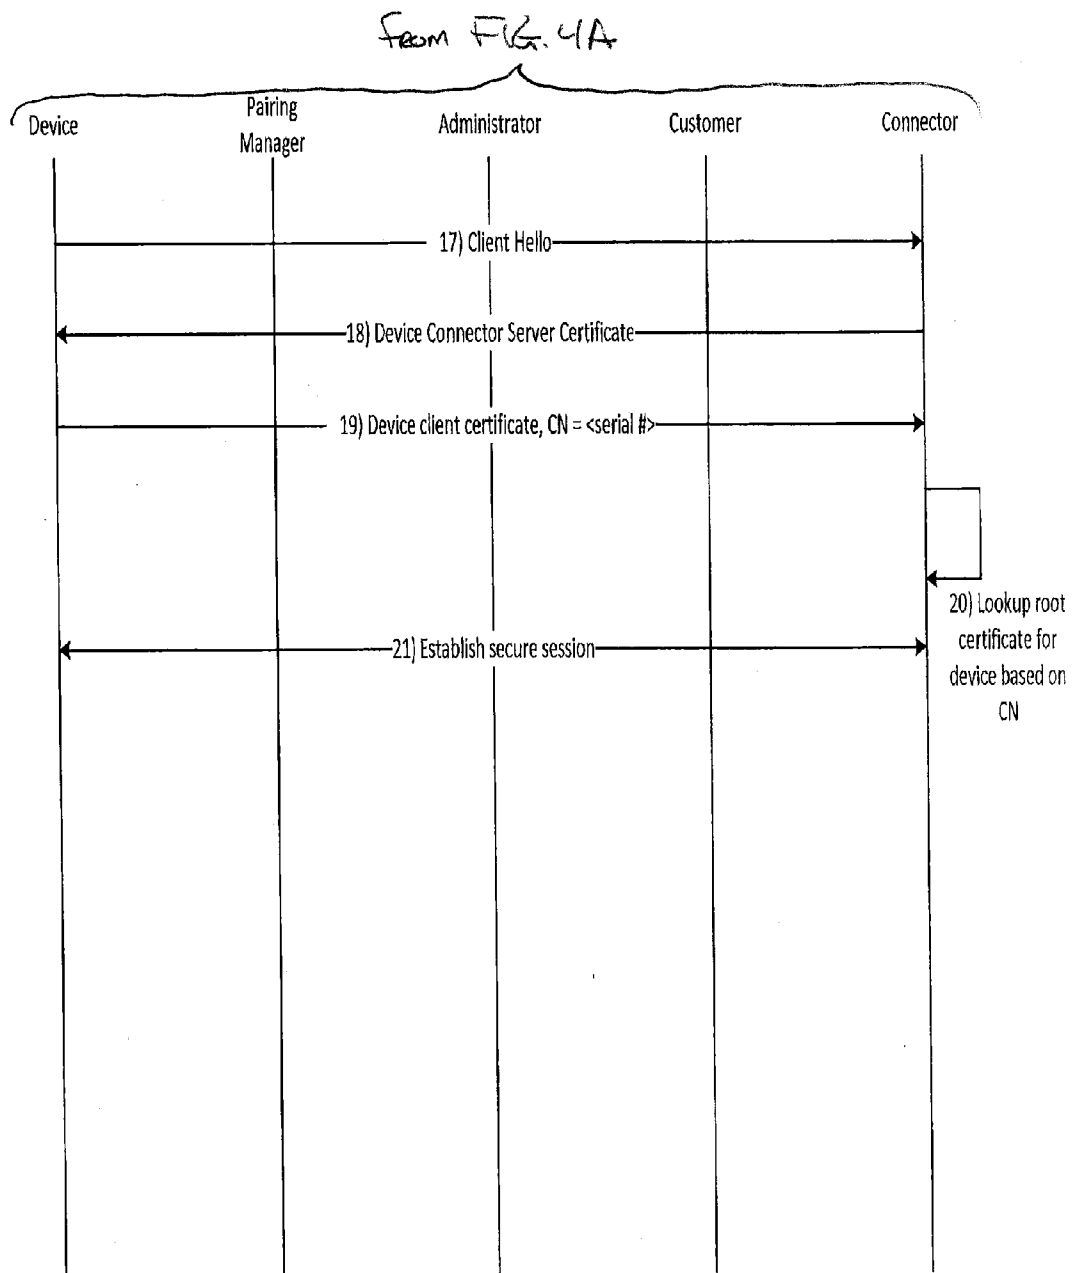 From FIG. 4A
Device
Pairing
Manager
Administrator
Customer
Connector
17) Client Hello
18) Device Connector Server Certificate
19) Device client certificate, CN = <serial #>
20) Lookup root
certificate for
device based on
CN
21) Establish secure session